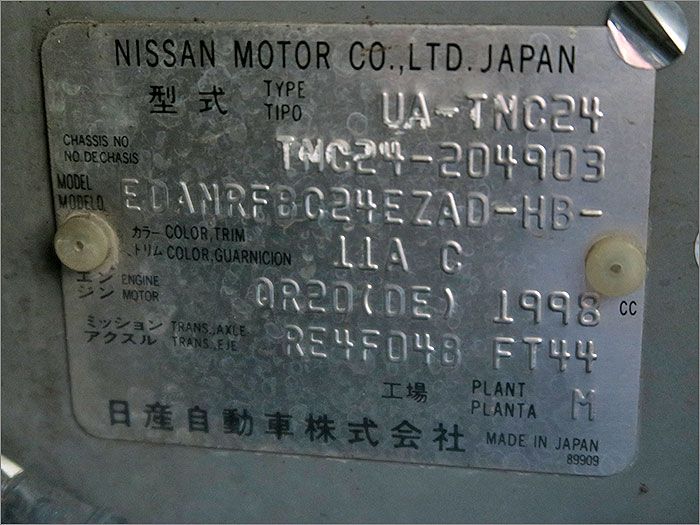 NISSAN MOTOR CO.,LTD. JAPAN
型式 TYPE TIPO UA-TNC24
CHASSIS NO. NO. DECHASIS TNC24-204903
MODEL MODELO EDANRF8C24EZAD-HB-
カラー COLOR,TRIM
トリム COLOR,GUARNICION 11A C
エン ENGINE
ジン MOTOR QR20(DE) 1998 CC
ミッション TRANS.,AXLE
アクスル TRANS.,EJE RE4F04B FT44
工場 PLANT PLANTA M
日産自動車株式会社 MADE IN JAPAN
89909